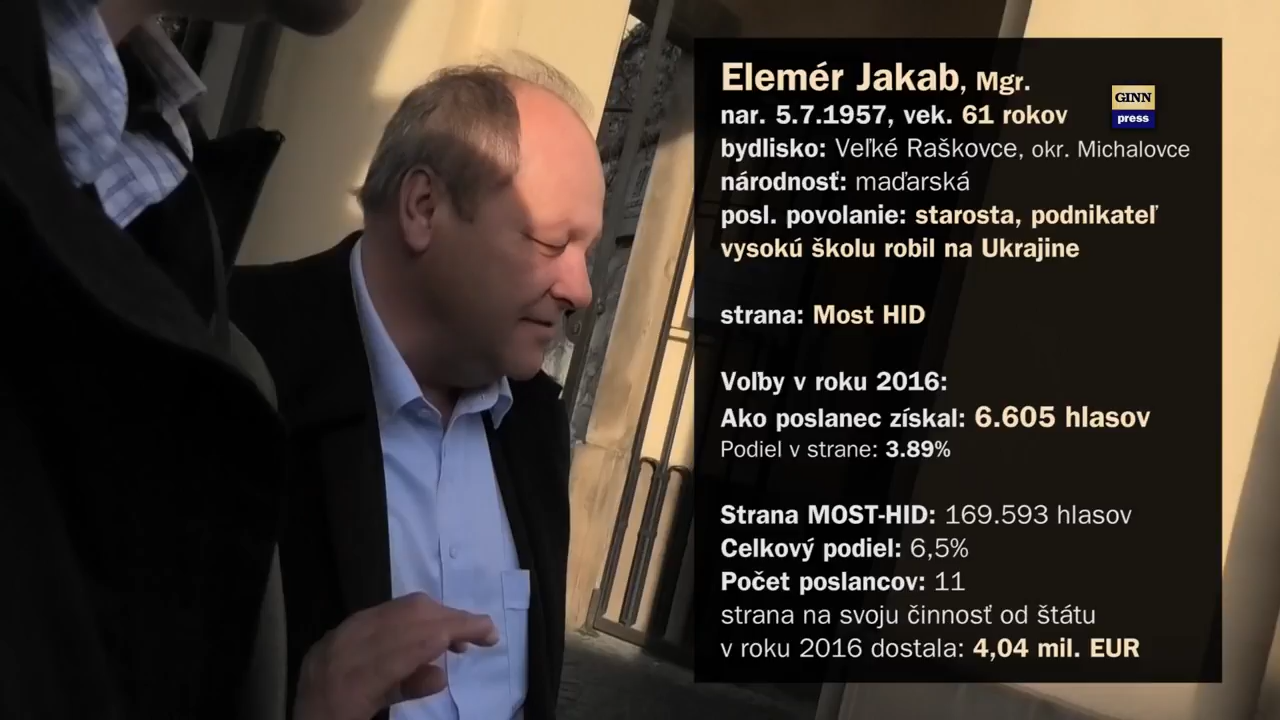 Elemér Jakab, Mgr.
GINN
press
nar. 5.7.1957, vek. 61 rokov
bydlisko: Veľké Raškovce, okr. Michalovce
národnosť: maďarská
posl. povolanie: starosta, podnikateľ
vysokú školu robil na Ukrajine
strana: Most HID
Voľby v roku 2016:
Ako poslanec získal: 6.605 hlasov
Podiel v strane: 3.89%
Strana MOST-HID: 169.593 hlasov
Celkový podiel: 6,5%
Počet poslancov: 11
strana na svoju činnosť od štátu
v roku 2016 dostala: 4,04 mil. EUR